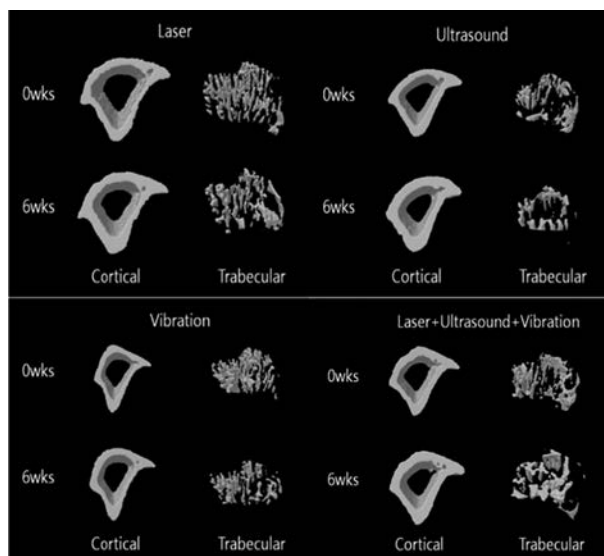 Laser
0wks
6wks
Cortical Trabecular
Ultrasound
0wks
6wks
Cortical Trabecular
Vibration
0wks
6wks
Cortical Trabecular
Laser+Ultrasound+Vibration
0wks
6wks
Cortical Trabecular